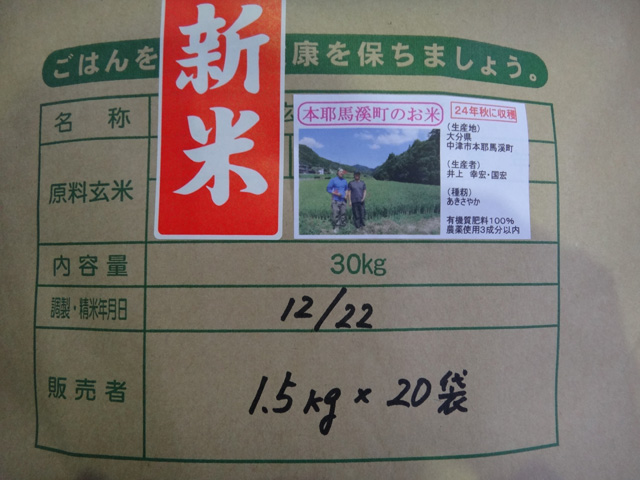 ごはんを
康を保ちましょう。
新米
名称
本耶馬溪町のお米
24年秋に収穫
(生産地)
大分県
中津市本耶馬溪町
(生産者)
井上 幸宏・国宏
(種籾)
あきさやか
有機質肥料100%
農薬使用3成分以内
原料玄米
内容量
30kg
調製・精米年月日
12/22
販売者
1.5kg×20袋